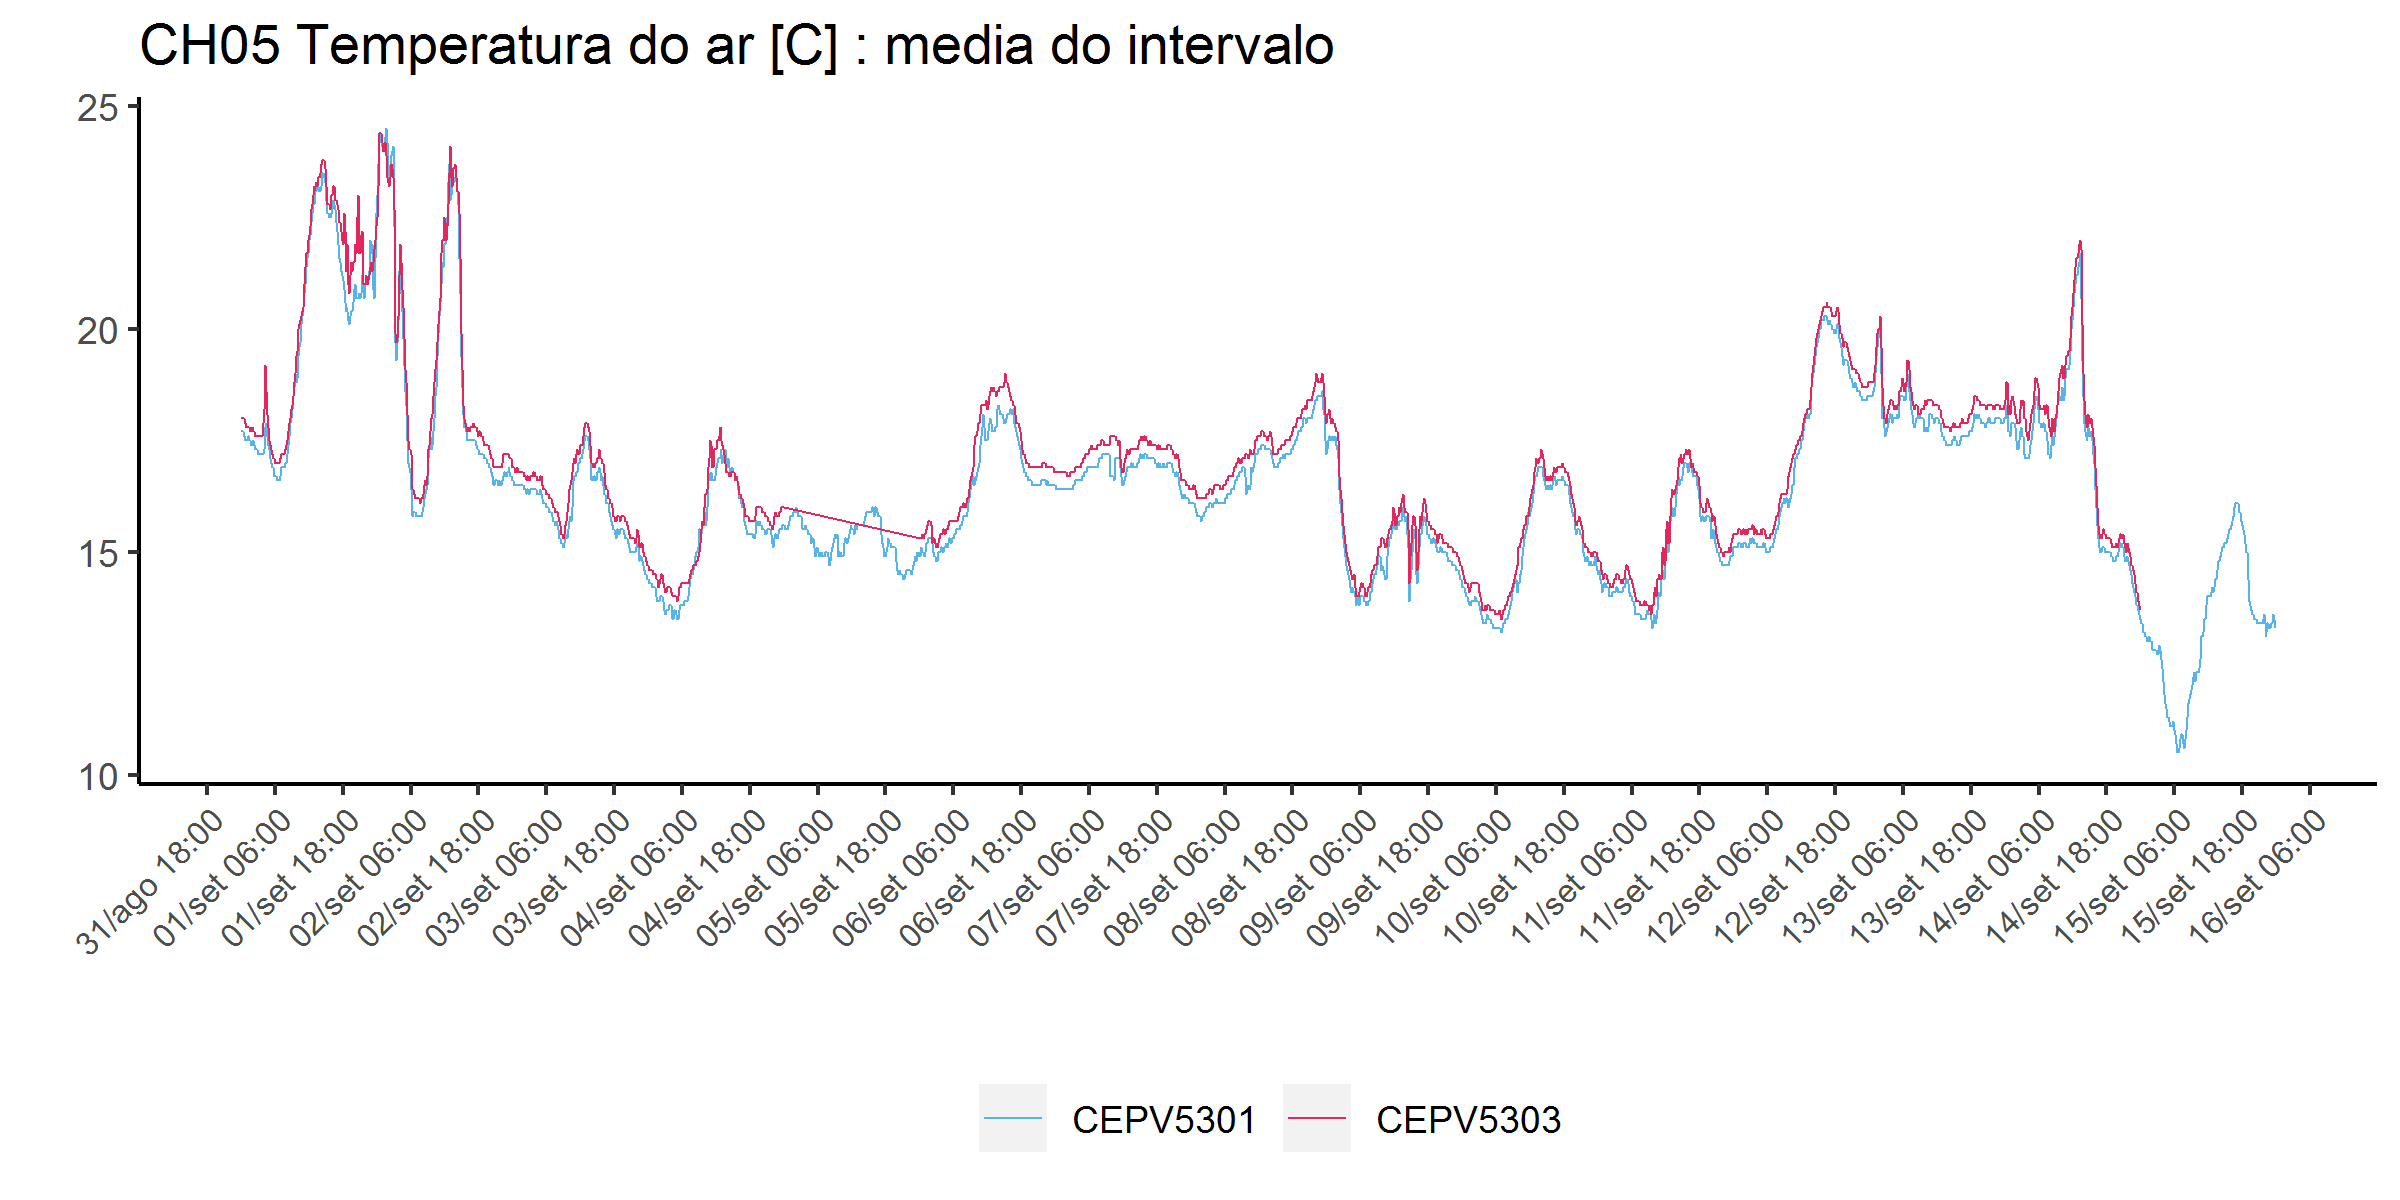 CH05 Temperatura do ar [C] : media do intervalo
25
20
15
10
31/ago 18:00
01/set 06:00
01/set 18:00
02/set 06:00
02/set 18:00
03/set 06:00
03/set 18:00
04/set 06:00
04/set 18:00
05/set 06:00
05/set 18:00
06/set 06:00
06/set 18:00
07/set 06:00
07/set 18:00
08/set 06:00
08/set 18:00
09/set 06:00
09/set 18:00
10/set 06:00
10/set 18:00
11/set 06:00
11/set 18:00
12/set 06:00
12/set 18:00
13/set 06:00
13/set 18:00
14/set 06:00
14/set 18:00
15/set 06:00
15/set 18:00
16/set 06:00
CEPV5301 CEPV5303